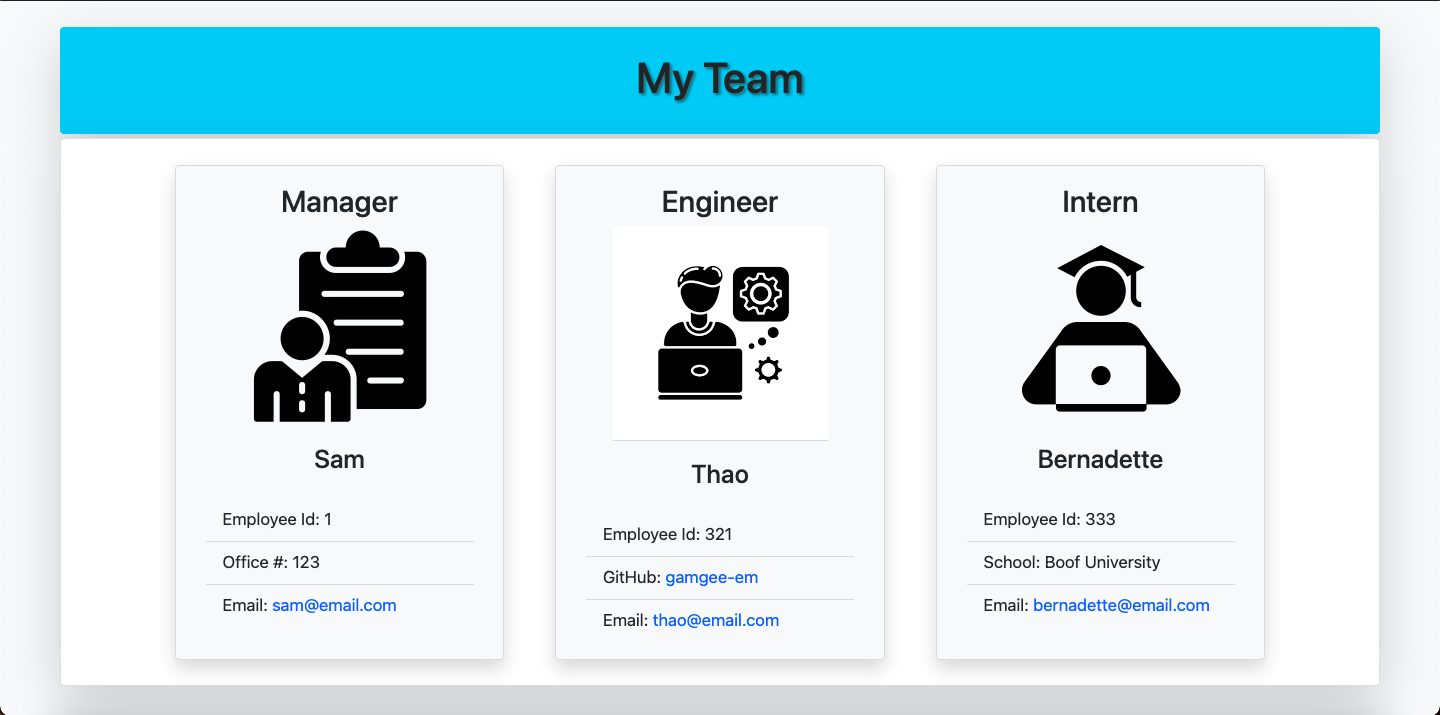 My Team
Manager
Sam
Employee Id: 1
Office #: 123
Email: sam@email.com
Engineer
Thao
Employee Id: 321
GitHub: gamgee-em
Email: thao@email.com
Intern
Bernadette
Employee Id: 333
School: Boof University
Email: bernadette@email.com